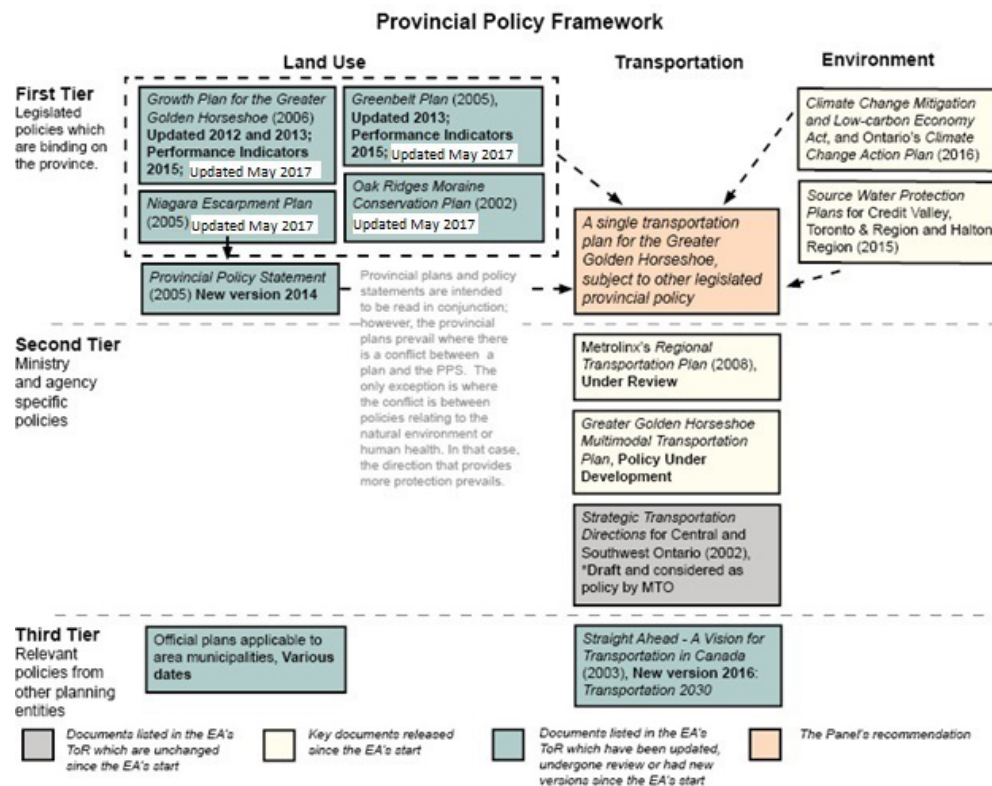 Provincial Policy Framework
Land Use
Transportation
Environment
First Tier
Legislated
policies which
are binding on
the province.
Growth Plan for the Greater
Golden Horseshoe (2006)
Updated 2012 and 2013;
Performance Indicators
2015; Updated May 2017
Greenbelt Plan (2005),
Updated 2013;
Performance Indicators
2015; Updated May 2017
Niagara Escarpment Plan
(2005) Updated May 2017
Oak Ridges Moraine
Conservation Plan (2002)
Updated May 2017
Provincial Policy Statement
(2005) New version 2014
Provincial plans and policy
statements are intended
to be read in conjunction;
however, the provincial
plans prevail where there
is a conflict between a
plan and the PPS. The
only exception is where
the conflict is between
policies relating to the
natural environment or
human health. In that case,
the direction that provides
more protection prevails.
A single transportation
plan for the Greater
Golden Horseshoe,
subject to other legislated
provincial policy
Climate Change Mitigation
and Low-carbon Economy
Act, and Ontario's Climate
Change Action Plan (2016)
Source Water Protection
Plans for Credit Valley,
Toronto & Region and Halton
Region (2015)
Second Tier
Ministry
and agency
specific
policies
Metrolinx's Regional
Transportation Plan (2008),
Under Review
Greater Golden Horseshoe
Multimodal Transportation
Plan, Policy Under
Development
Strategic Transportation
Directions for Central and
Southwest Ontario (2002),
*Draft and considered as
policy by MTO
Third Tier
Relevant
policies from
other planning
entities
Official plans applicable to
area municipalities, Various
dates
Straight Ahead - A Vision for
Transportation in Canada
(2003), New version 2016:
Transportation 2030
Documents listed in the EA's
ToR which are unchanged
since the EA's start
Key documents released
since the EA's start
Documents listed in the EA's
ToR which have been updated,
undergone review or had new
versions since the EA's start
The Panel's recommendation